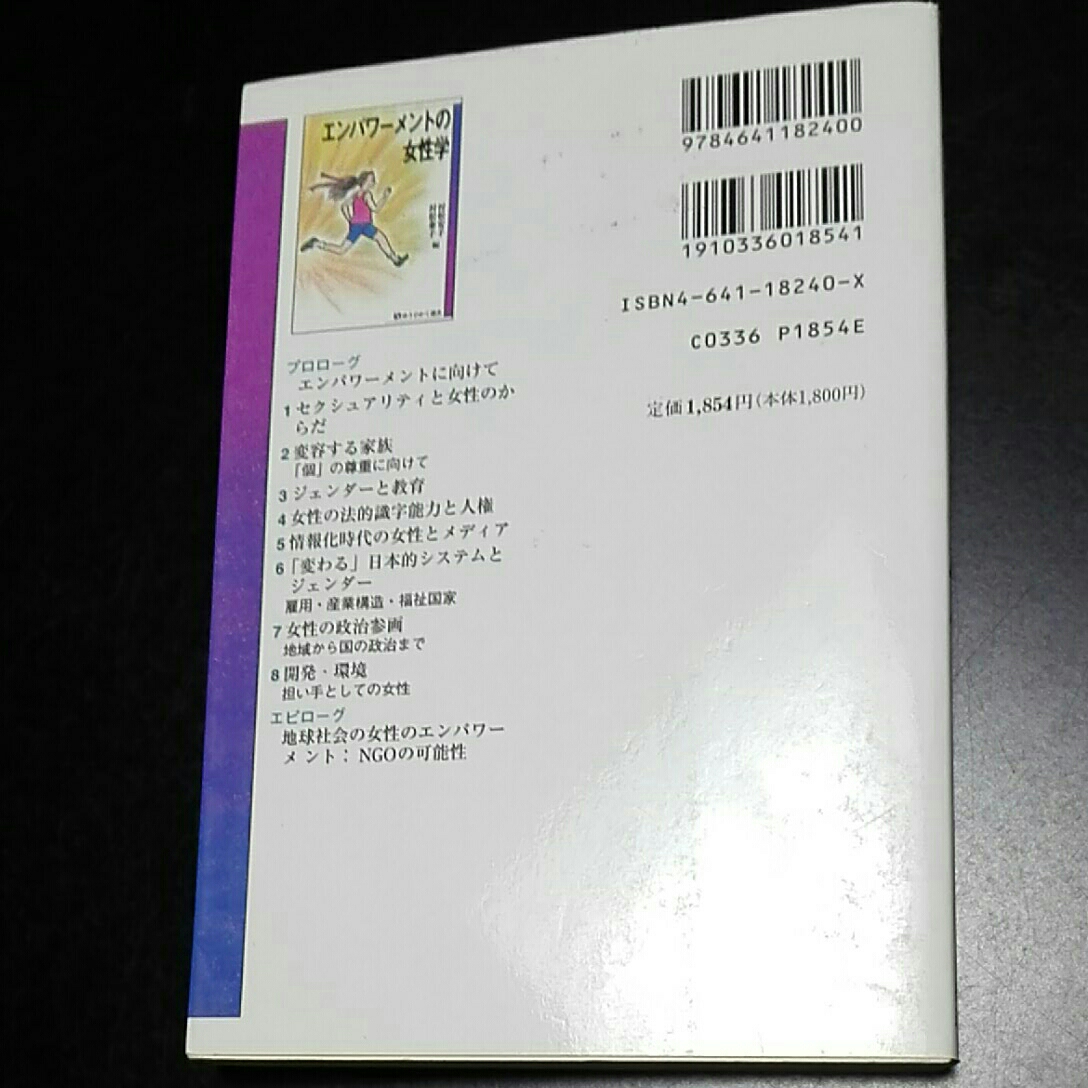 エンパワーメントの
女性学
編
9784641182400
1910336018541
ISBN4-641-18240-X
C0336 P1854E
定価1,854円(本体1,800円)
プロローグ
エンパワーメントに向けて
1 セクシュアリティと女性のか
らだ
2 変容する家族
「個」の尊重に向けて
3 ジェンダーと教育
4 女性の法的識字能力と人権
5 情報化時代の女性とメディア
6 「変わる」日本的システムと
ジェンダー
雇用・産業構造・福祉国家
7 女性の政治参画
地域から国の政治まで
8 開発・環境
担い手としての女性
エピローグ
地球社会の女性のエンパワー
メント：NGOの可能性